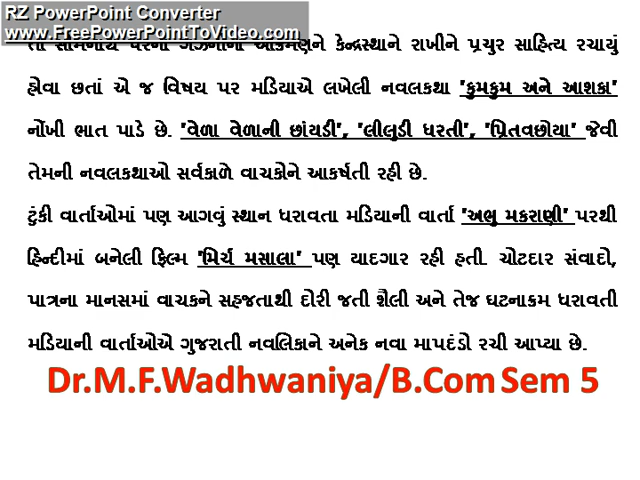 RZ PowerPoint Converter
www.FreePowerPointToVideo.com
કેન્દ્રસ્થાને રાખીને પ્રચુર સાહિત્ય રચાયું
હોવા છતાં એ જ વિષય પર મડિયાએ લખેલી નવલકથા 'કુમકુમ અને આશકા'
નોંખી ભાત પાડે છે. 'વેળા વેળાની છાંયડી', 'લીલુડી ધરતી', 'પ્રિતવછોયા' જેવી
તેમની નવલકથાઓ સર્વકાળે વાચકોને આકર્ષતી રહી છે.
ટુંકી વાર્તાઓમાં પણ આગવું સ્થાન ધરાવતા મડિયાની વાર્તા 'અભુ મકરાણી' પરથી
હિન્દીમાં બનેલી ફિલ્મ 'મિર્ચ મસાલા' પણ યાદગાર રહી હતી. ચોટદાર સંવાદો,
પાત્રના માનસમાં વાચકને સહજતાથી દોરી જતી શૈલી અને તેજ ઘટનાક્રમ ધરાવતી
મડિયાની વાર્તાઓએ ગુજરાતી નવલિકાને અનેક નવા માપદંડો રચી આપ્યા છે.
Dr.M.F.Wadhwaniya/B.Com Sem 5